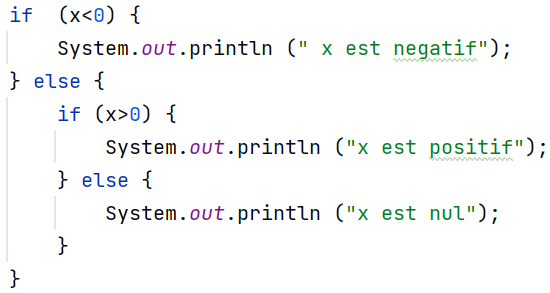 if  (x<0) {
    System.out.println (" x est negatif");
} else {
    if (x>0) {
        System.out.println ("x est positif");
    } else {
        System.out.println ("x est nul");
    }
}